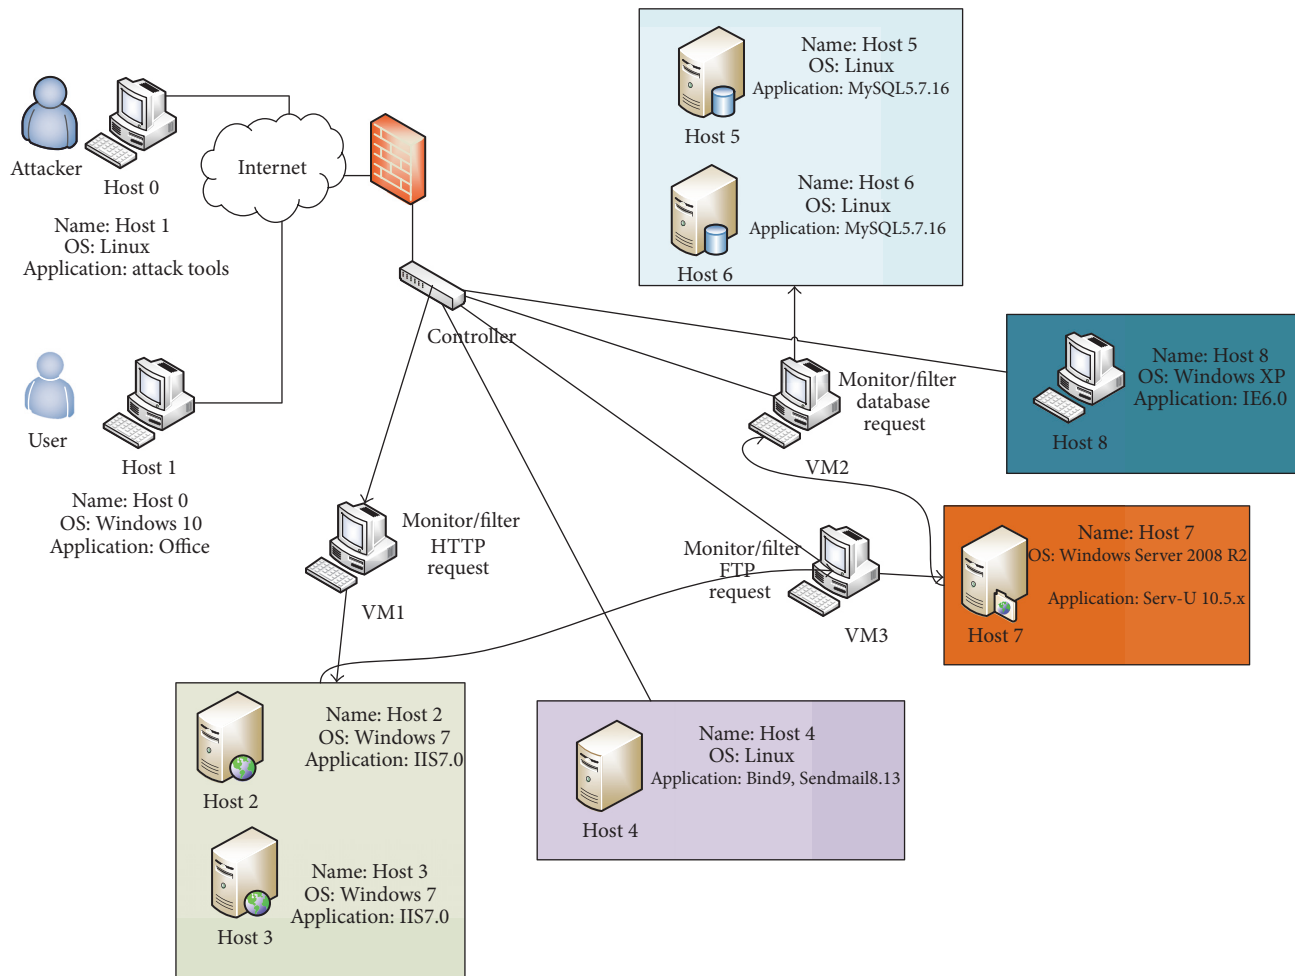 Attacker
Host 0
Name: Host 1
OS: Linux
Application: attack tools
Internet
User
Host 1
Name: Host 0
OS: Windows 10
Application: Office
Controller
Name: Host 5
OS: Linux
Application: MySQL5.7.16
Host 5
Name: Host 6
OS: Linux
Application: MySQL5.7.16
Host 6
Monitor/filter
database
request
VM2
Name: Host 8
OS: Windows XP
Application: IE6.0
Host 8
Monitor/filter
HTTP
request
VM1
Monitor/filter
FTP
request
VM3
Name: Host 7
OS: Windows Server 2008 R2
Application: Serv-U 10.5.x
Host 7
Name: Host 2
OS: Windows 7
Application: IIS7.0
Host 2
Name: Host 3
OS: Windows 7
Application: IIS7.0
Host 3
Name: Host 4
OS: Linux
Application: Bind9, Sendmail8.13
Host 4